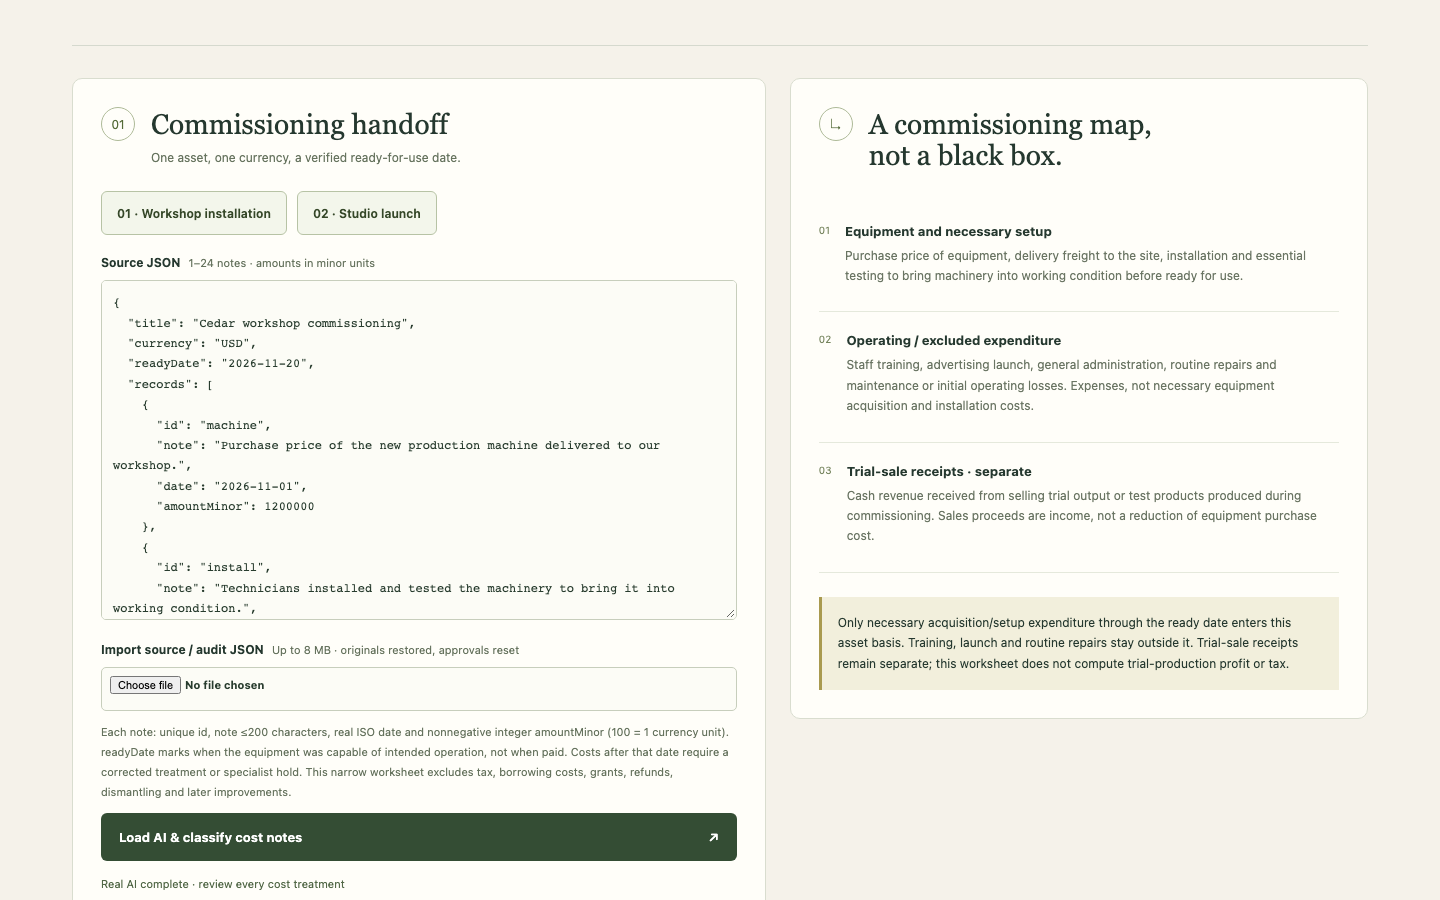 01
Commissioning handoff
One asset, one currency, a verified ready-for-use date.
01 · Workshop installation
02 · Studio launch
Source JSON 1–24 notes · amounts in minor units
{
"title": "Cedar workshop commissioning",
"currency": "USD",
"readyDate": "2026-11-20",
"records": [
{
"id": "machine",
"note": "Purchase price of the new production machine delivered to our
workshop.",
"date": "2026-11-01",
"amountMinor": 1200000
},
{
"id": "install",
"note": "Technicians installed and tested the machinery to bring it into
working condition.",
Import source / audit JSON Up to 8 MB · originals restored, approvals reset
Choose file No file chosen
Each note: unique id, note ≤200 characters, real ISO date and nonnegative integer amountMinor (100 = 1 currency unit).
readyDate marks when the equipment was capable of intended operation, not when paid. Costs after that date require a
corrected treatment or specialist hold. This narrow worksheet excludes tax, borrowing costs, grants, refunds,
dismantling and later improvements.
Load AI & classify cost notes ↗
Real AI complete · review every cost treatment
A commissioning map,
not a black box.
01 Equipment and necessary setup
Purchase price of equipment, delivery freight to the site, installation and essential
testing to bring machinery into working condition before ready for use.
02 Operating / excluded expenditure
Staff training, advertising launch, general administration, routine repairs and
maintenance or initial operating losses. Expenses, not necessary equipment
acquisition and installation costs.
03 Trial-sale receipts · separate
Cash revenue received from selling trial output or test products produced during
commissioning. Sales proceeds are income, not a reduction of equipment purchase
cost.
Only necessary acquisition/setup expenditure through the ready date enters this
asset basis. Training, launch and routine repairs stay outside it. Trial-sale receipts
remain separate; this worksheet does not compute trial-production profit or tax.